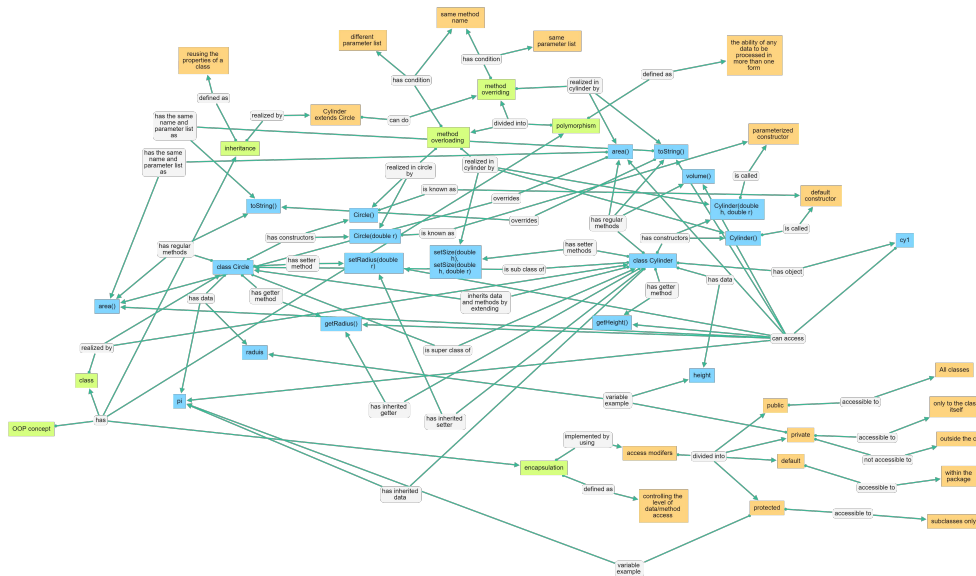 same method
name
different
parameter list
same
parameter list
the ability of any
data to be
processed in
more than one
form
reusing the
properties of a
class
has condition
has condition
defined as
method
overriding
realized in
cylinder by
defined as
realized by
Cylinder
extends Circle
can do
has the same
name and
parameter list
as
divided into
polymorphism
parameterized
constructor
method
overloading
inheritance
has the same
name and
parameter list
as
area()
toString()
realized in circle
by
realized in
cylinder by
volume()
is called
is known as
default
constructor
toString()
overrides
Circle()
Cylinder(double
h, double r)
overrides
has regular
methods
is called
has constructors
Circle(double r)
is known as
has constructors
Cylinder()
cy1
has regular
methods
has setter
method
setRadius(double
r)
setSize(double
h),
setSize(double
h, double r)
has setter
methods
class Circle
is sub class of
class Cylinder
has object
has data
has getter
method
inherits data
and methods by
extending
has getter
method
has data
area()
getRadius()
getHeight()
can access
realized by
raduis
is super class of
class
height
All classes
pi
variable
example
public
accessible to
only to the cla
itself
OOP concept
has
has inherited
getter
has inherited
setter
private
accessible to
outside the c
implemented by
using
access modifers
divided into
default
not accessible to
encapsulation
within the
package
defined as
accessible to
has inherited
data
controlling the
level of
data/method
access
protected
accessible to
subclasses only
variable
example